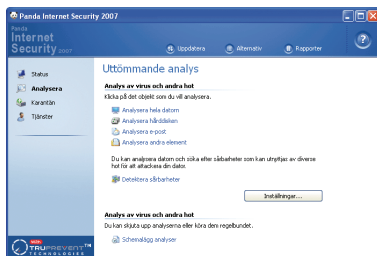 Panda Internet Security 2007
Panda
Internet
Security 2007
Uppdatera
Alternativ
Rapporter
?
Status
Analysera
Karantän
Tjänster
Uttömmande analys
Analys av virus och andra hot
Klicka på det objekt som du vill analysera.
Analysera hela datorn
Analysera hårddisken
Analysera e-post
Analysera andra element
Du kan analysera datorn och söka efter sårbarheter som kan utnyttjas av diverse
hot för att attackera din dator.
Detektera sårbarheter
Inställningar...
Analys av virus och andra hot
Du kan skjuta upp analyserna eller köra dem regelbundet.
Schemalägg analyser
TRUPREVENT™
TECHNOLOGIES